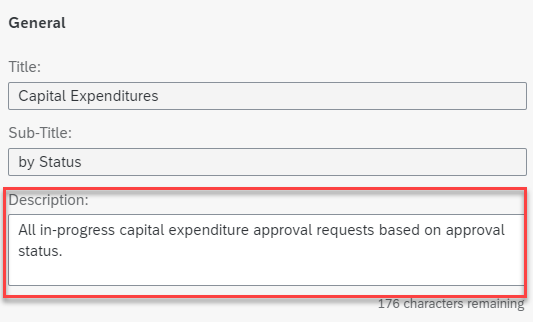 General
Title:
Capital Expenditures
Sub-Title:
by Status
Description:
All in-progress capital expenditure approval requests based on approval
status.
176 characters remaining